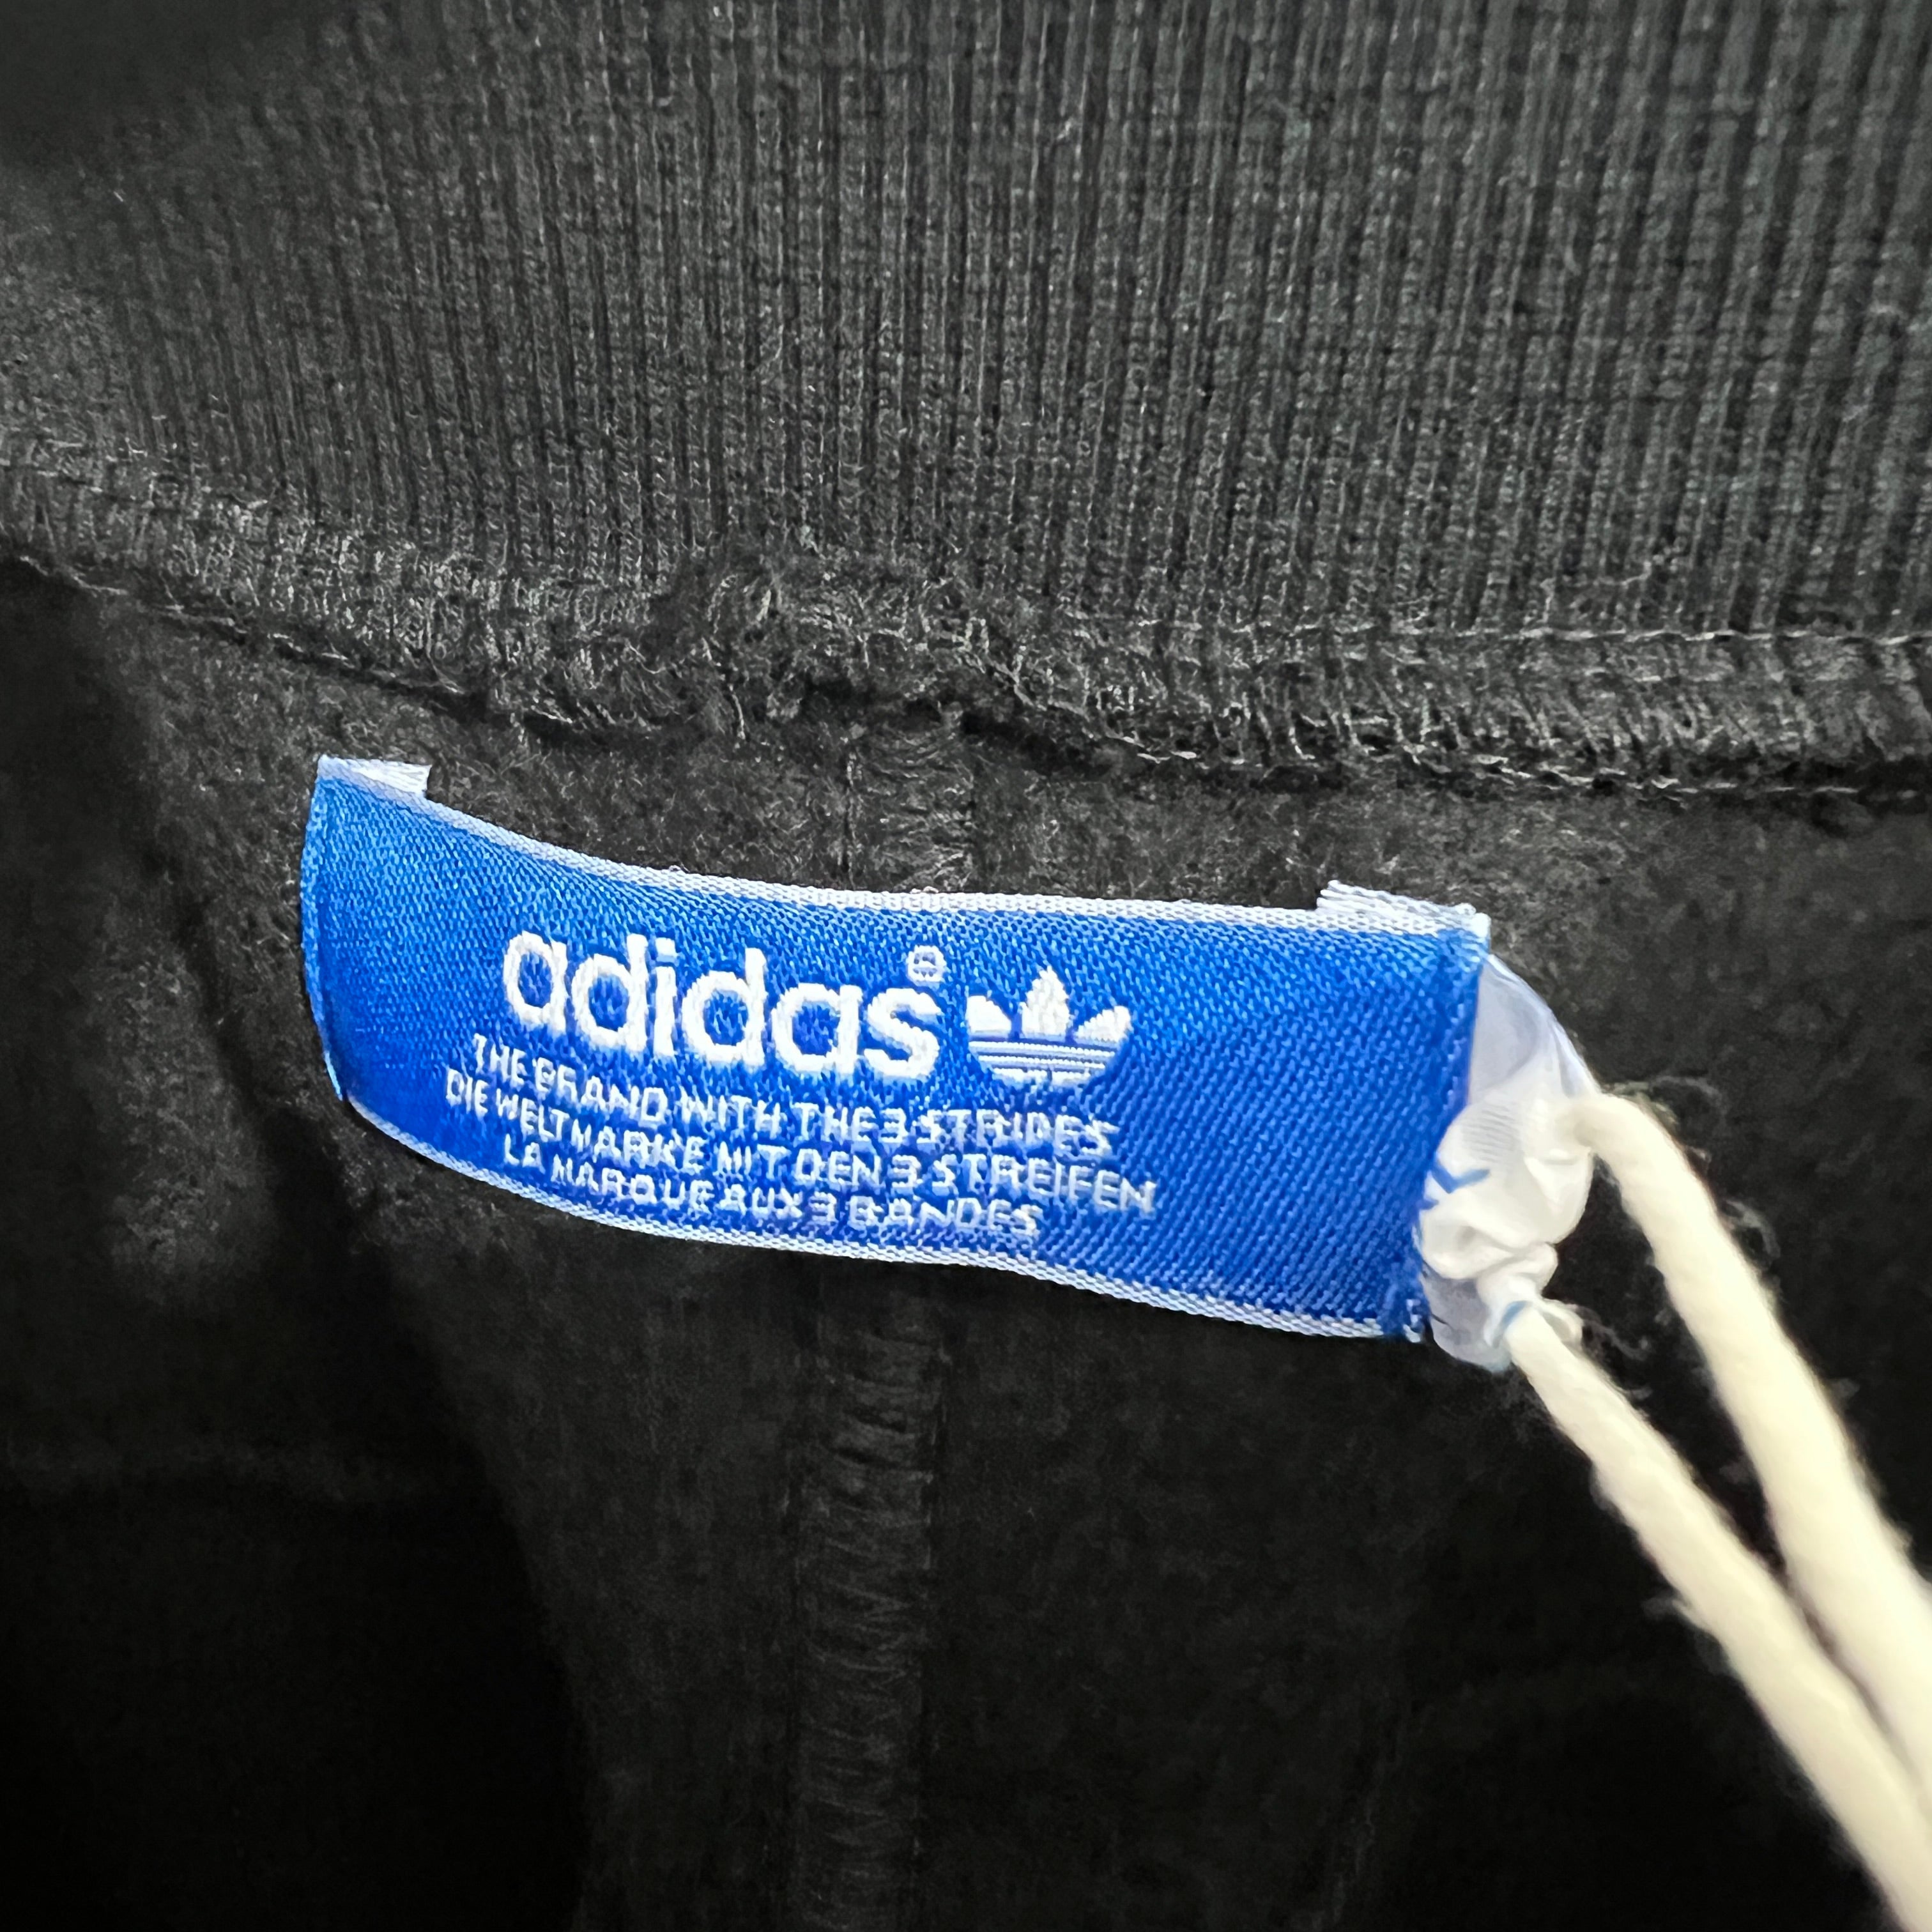 adidas®
THE BRAND WITH THE 3 STRIPES
DIE WELTMARKE MIT DEN 3 STREIFEN
LA MARQUE AUX 3 BANDES